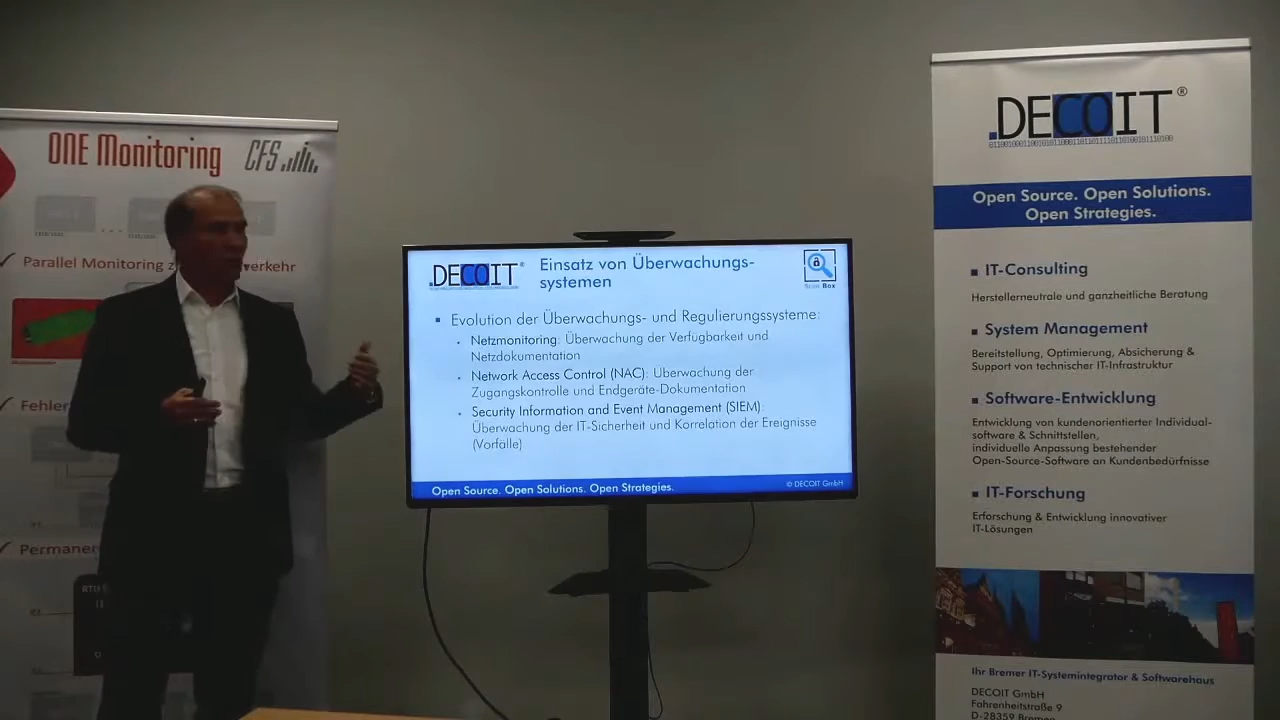 ONE Monitoring
CFS
✓ Parallel Monitoring z
verkehr
✓ Fehler
✓ Permanen
RTU
.DECOIT®
Einsatz von Überwachungs-
systemen
▪ Evolution der Überwachungs- und Regulierungssysteme:
• Netzmonitoring: Überwachung der Verfügbarkeit und
Netzdokumentation
• Network Access Control (NAC): Überwachung der
Zugangskontrolle und Endgeräte-Dokumentation
• Security Information and Event Management (SIEM):
Überwachung der IT-Sicherheit und Korrelation der Ereignisse
(Vorfälle)
Open Source. Open Solutions. Open Strategies.
© DECOIT GmbH
.DECOIT®
Open Source. Open Solutions.
Open Strategies.
▪ IT-Consulting
Herstellerneutrale und ganzheitliche Beratung
▪ System Management
Bereitstellung, Optimierung, Absicherung &
Support von technischer IT-Infrastruktur
▪ Software-Entwicklung
Entwicklung von kundenorientierter Individual-
software & Schnittstellen,
individuelle Anpassung bestehender
Open-Source-Software an Kundenbedürfnisse
▪ IT-Forschung
Erforschung & Entwicklung innovativer
IT-Lösungen
Ihr Bremer IT-Systemintegrator & Softwarehaus
DECOIT GmbH
Fahrenheitstraße 9
D-28359 Bremen